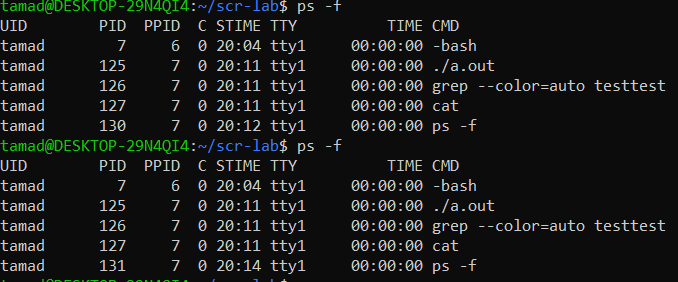 tamad@DESKTOP-29N4QI4:~/scr-lab$ ps -f
UID        PID  PPID  C STIME TTY          TIME CMD
tamad        7     6  0 20:04 tty1     00:00:00 -bash
tamad      125     7  0 20:11 tty1     00:00:00 ./a.out
tamad      126     7  0 20:11 tty1     00:00:00 grep --color=auto testtest
tamad      127     7  0 20:11 tty1     00:00:00 cat
tamad      130     7  0 20:12 tty1     00:00:00 ps -f
tamad@DESKTOP-29N4QI4:~/scr-lab$ ps -f
UID        PID  PPID  C STIME TTY          TIME CMD
tamad        7     6  0 20:04 tty1     00:00:00 -bash
tamad      125     7  0 20:11 tty1     00:00:00 ./a.out
tamad      126     7  0 20:11 tty1     00:00:00 grep --color=auto testtest
tamad      127     7  0 20:11 tty1     00:00:00 cat
tamad      131     7  0 20:14 tty1     00:00:00 ps -f